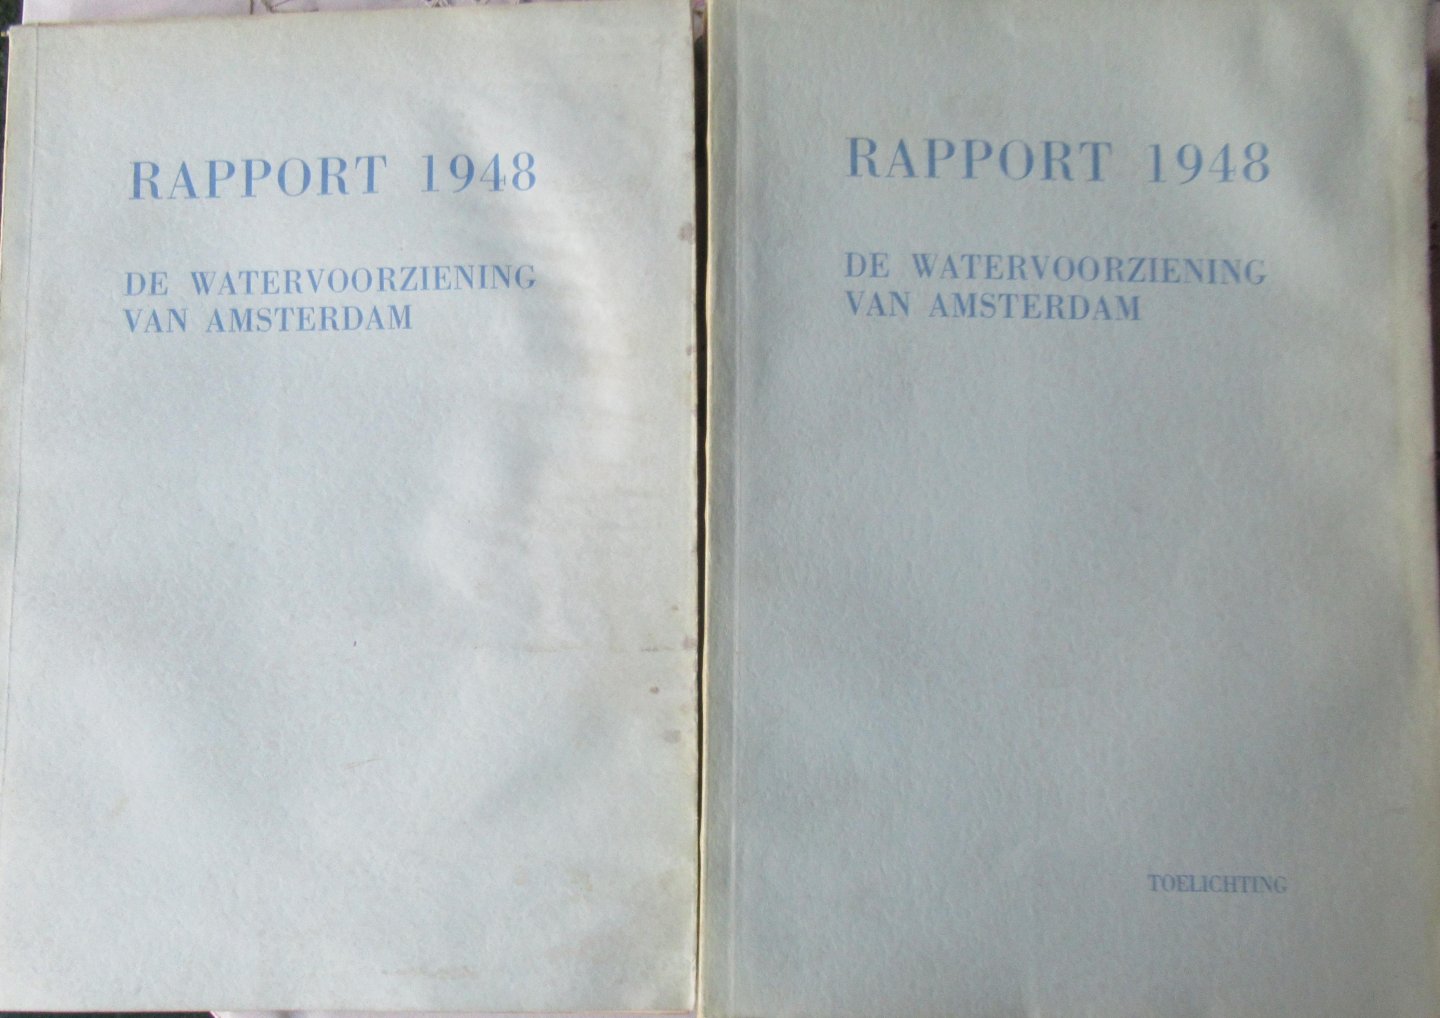 RAPPORT 1948
DE WATERVOORZIENING
VAN AMSTERDAM
RAPPORT 1948
DE WATERVOORZIENING
VAN AMSTERDAM
TOELICHTING